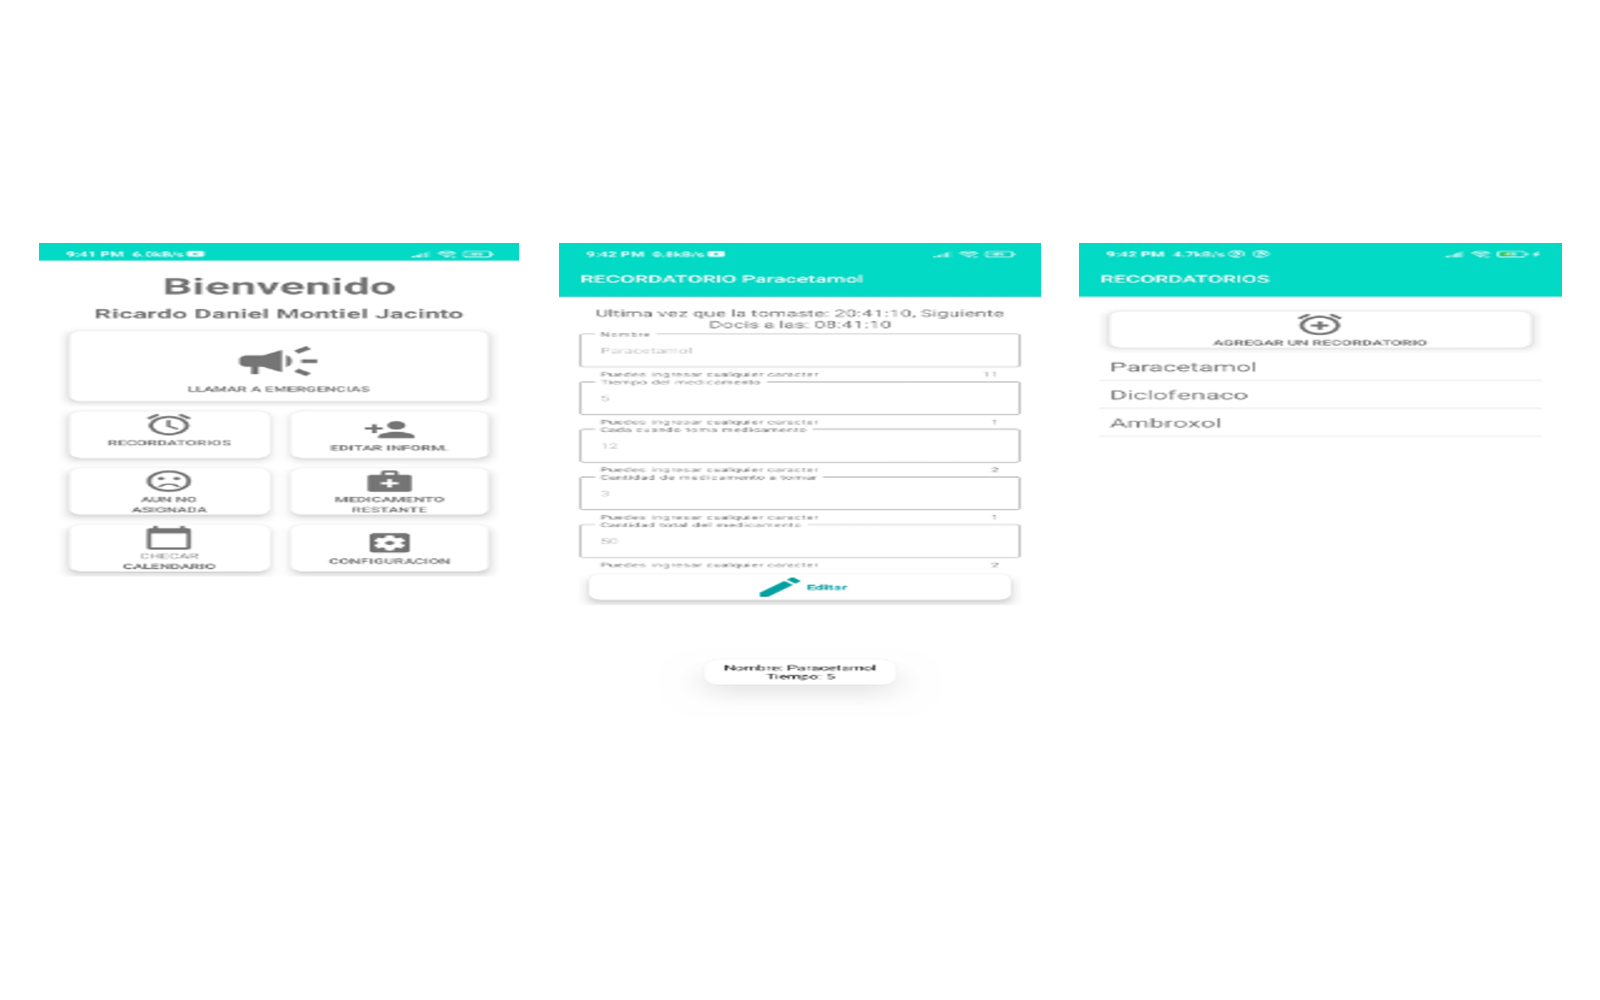 9:41 PM 6.0kB/s
Bienvenido
Ricardo Daniel Montiel Jacinto
LLAMAR A EMERGENCIAS
RECORDATORIOS
EDITAR INFORM.
AUN NO
ASIGNADA
MEDICAMENTO
RESTANTE
CHECAR
CALENDARIO
CONFIGURACION
9:42 PM 0.8kB/s
RECORDATORIO Paracetamol
Ultima vez que la tomaste: 20:41:10, Siguiente
Docis a las: 08:41:10
Nombre
Paracetamol
Puedes ingresar cualquier caracter 11
Tiempo del medicamento
5
Puedes ingresar cualquier caracter 1
Cada cuando toma medicamento
12
Puedes ingresar cualquier caracter 2
Cantidad de medicamento a tomar
3
Puedes ingresar cualquier caracter 1
Cantidad total del medicamento
50
Puedes ingresar cualquier caracter 2
Editar
Nombre: Paracetamol
Tiempo: 5
9:42 PM 4.7kB/s
RECORDATORIOS
AGREGAR UN RECORDATORIO
Paracetamol
Diclofenaco
Ambroxol